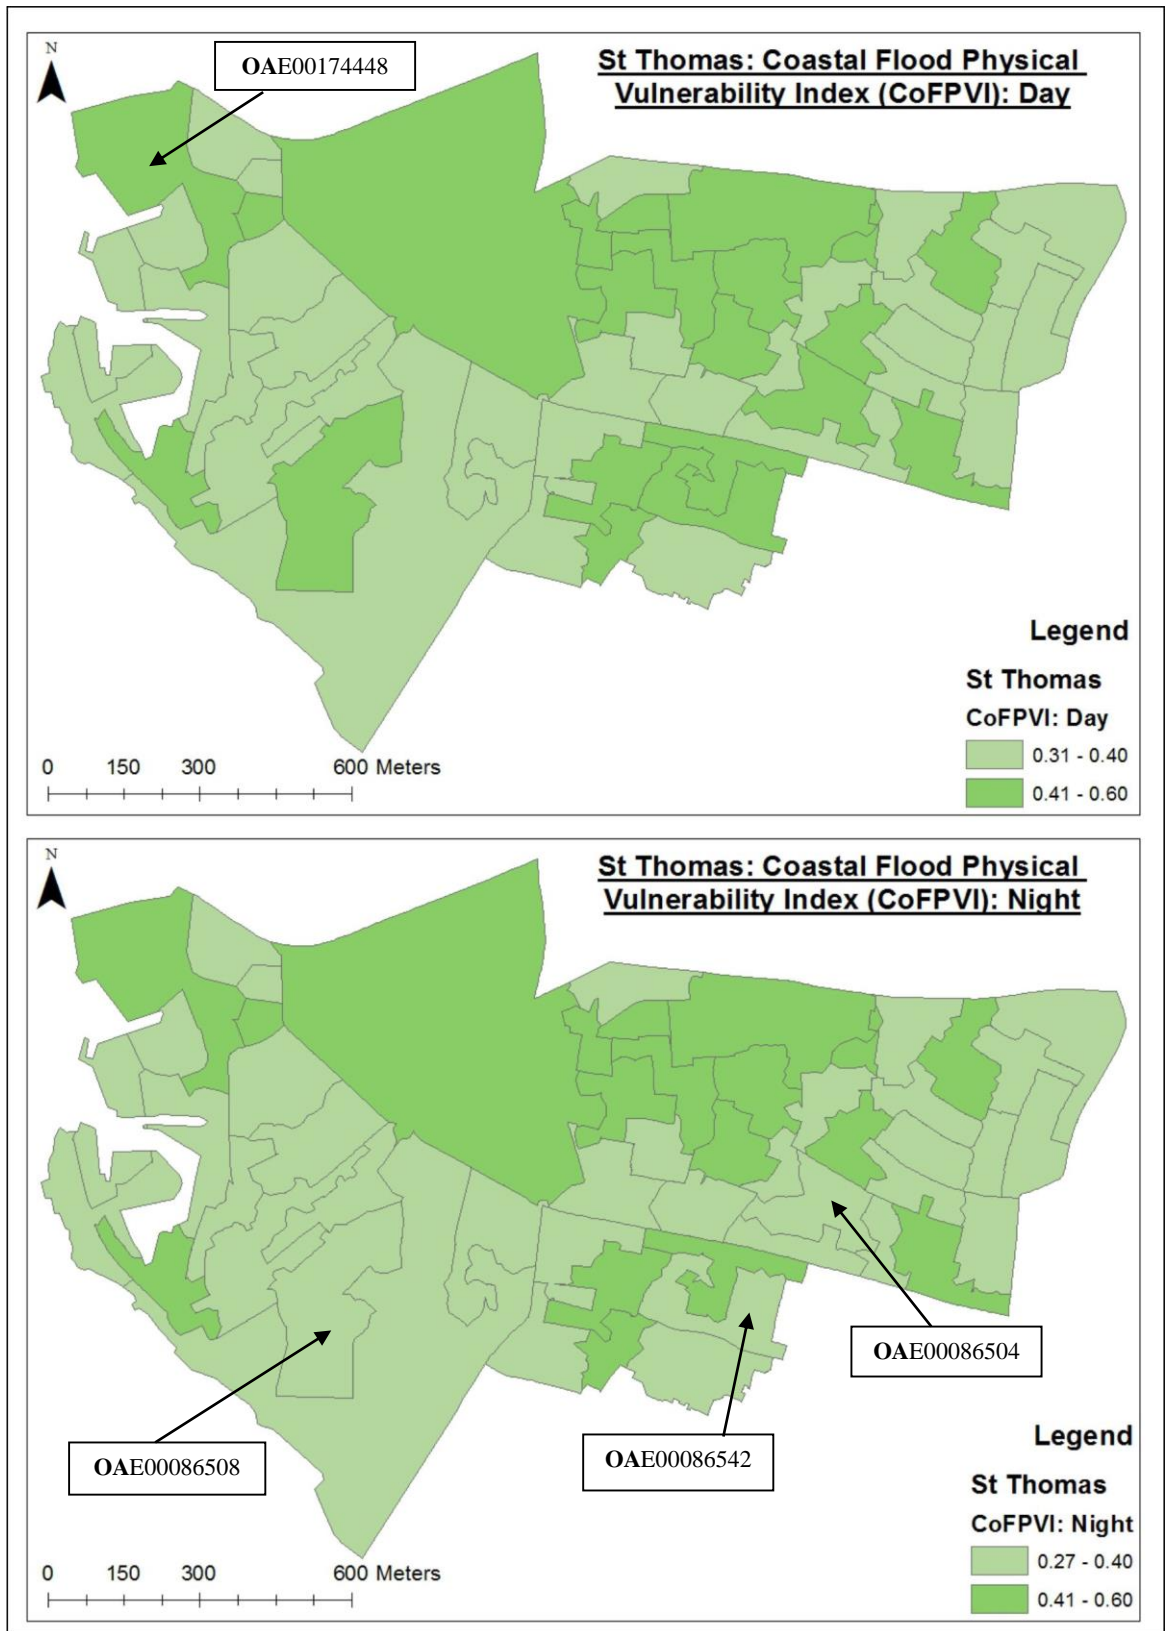 N
OAE00174448
St Thomas: Coastal Flood Physical
Vulnerability Index (CoFPVI): Day
Legend
St Thomas
CoFPVI: Day
0.31 - 0.40
0.41 - 0.60
0 150 300 600 Meters
N
St Thomas: Coastal Flood Physical
Vulnerability Index (CoFPVI): Night
OAE00086504
OAE00086542
OAE00086508
Legend
St Thomas
CoFPVI: Night
0.27 - 0.40
0.41 - 0.60
0 150 300 600 Meters